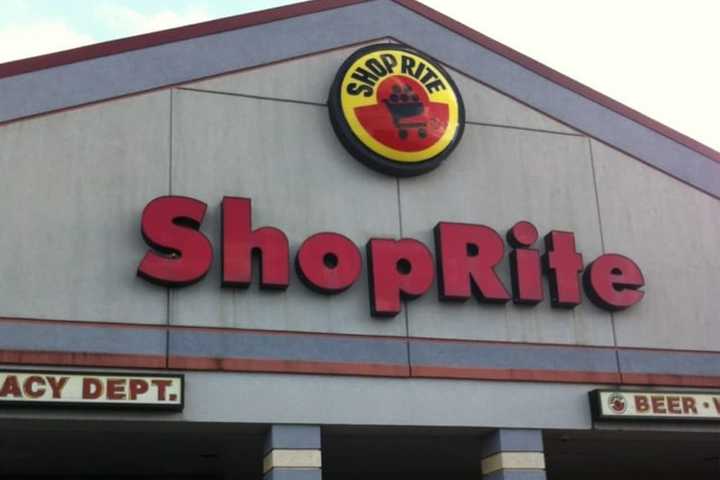 SHOP RITE
ShopRite
ACY DEPT.
BEER •